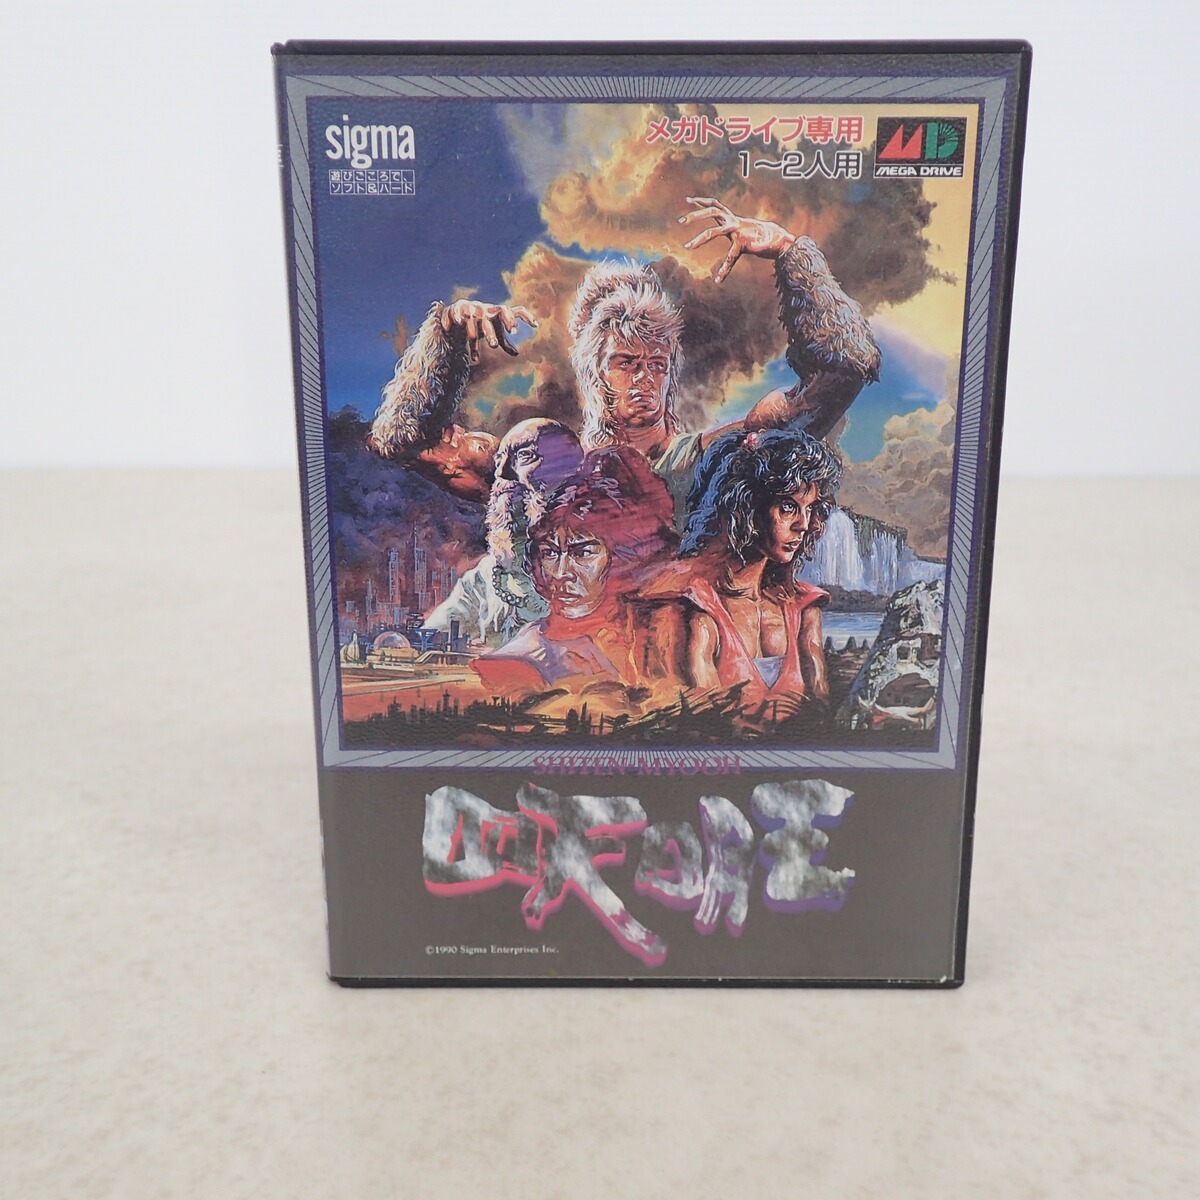 sigma
遊びごころで、
ソフト&ハード
メガドライブ専用
1～2人用
MD
MEGA DRIVE
SHITEN-MYOOH
四天明王
©1990 Sigma Enterprises Inc.